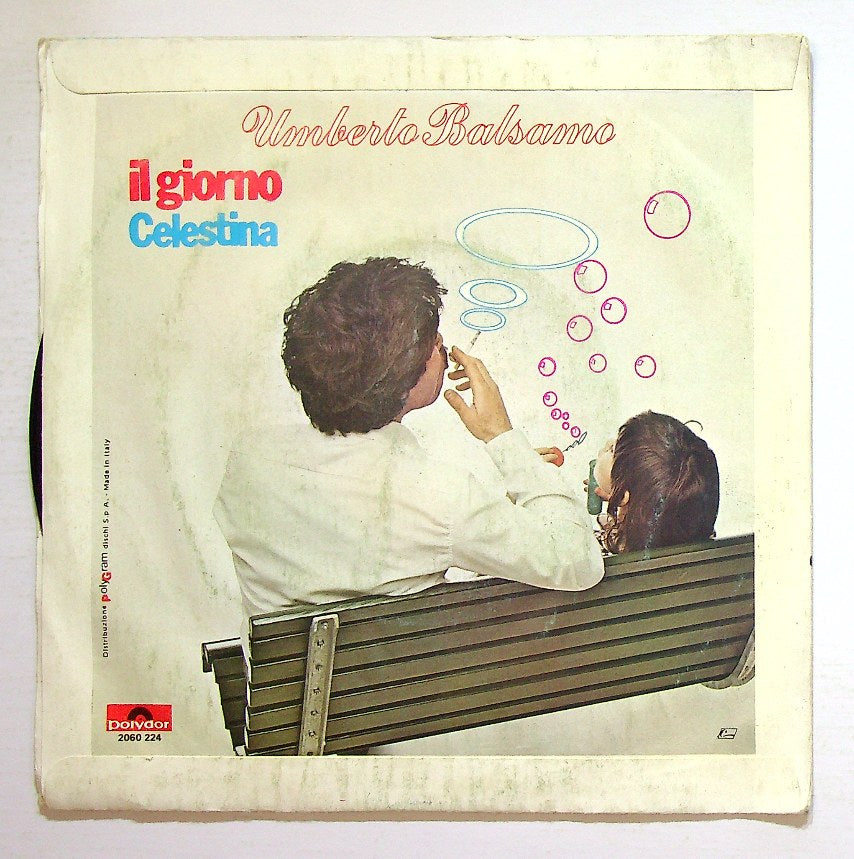 Umberto Balsamo
il giorno
Celestina
Distribuzione PolyGram dischi S.p.A. - Made in Italy
polydor
2060 224